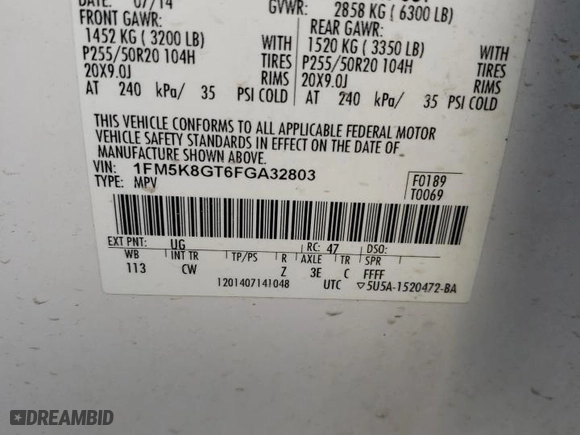 DATE: 07/14
GVWR: 2858 KG ( 6300 LB)
FRONT GAWR:
1452 KG ( 3200 LB)
P255/50R20 104H
20X9.0J
AT 240 kPa/ 35 PSI COLD
WITH
TIRES
RIMS
REAR GAWR:
1520 KG ( 3350 LB)
P255/50R20 104H
20X9.0J
AT 240 kPa/ 35 PSI COLD
WITH
TIRES
RIMS
THIS VEHICLE CONFORMS TO ALL APPLICABLE FEDERAL MOTOR
VEHICLE SAFETY STANDARDS IN EFFECT ON THE DATE OF
MANUFACTURE SHOWN ABOVE.
VIN: 1FM5K8GT6FGA32803
TYPE: MPV
F0189
T0069
EXT PNT: UG RC: 47 DSO:
WB INT TR TP/PS R AXLE TR SPR
113 CW Z 3E C FFFF
1201407141048 UTC ▽5U5A-1520472-BA
DREAMBID